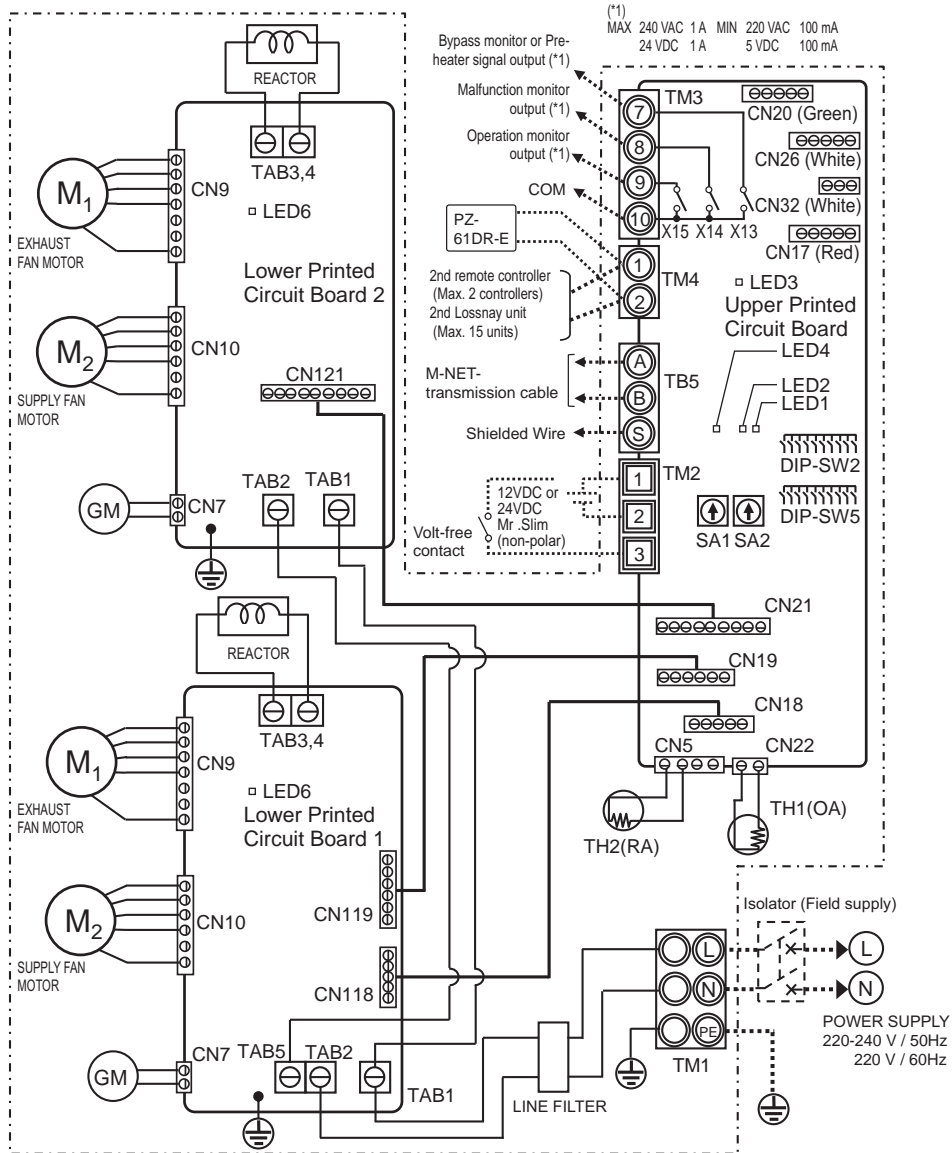 (*1)
MAX 240 VAC 1 A MIN 220 VAC 100 mA
24 VDC 1 A 5 VDC 100 mA
REACTOR
TAB3,4
M1
EXHAUST
FAN MOTOR
CN9
LED6
Lower Printed
Circuit Board 2
M2
SUPPLY FAN
MOTOR
CN10
CN121
TAB2
TAB1
GM
CN7
Bypass monitor or Pre-
heater signal output (*1)
Malfunction monitor
output (*1)
Operation monitor
output (*1)
COM
PZ-
61DR-E
2nd remote controller
(Max. 2 controllers)
2nd Lossnay unit
(Max. 15 units)
M-NET-
transmission cable
Shielded Wire
12VDC or
24VDC
Mr .Slim
(non-polar)
Volt-free
contact
TM3
7
8
9
10
X15 X14 X13
1
2
TM4
A
B
S
TB5
TM2
1
2
3
CN20 (Green)
CN26 (White)
CN32 (White)
CN17 (Red)
LED3
Upper Printed
Circuit Board
LED4
LED2
LED1
DIP-SW2
DIP-SW5
SA1 SA2
CN21
CN19
CN18
CN5
CN22
TH2(RA)
TH1(OA)
REACTOR
TAB3,4
M1
EXHAUST
FAN MOTOR
CN9
LED6
Lower Printed
Circuit Board 1
M2
SUPPLY FAN
MOTOR
CN10
CN119
CN118
GM
CN7
TAB5 TAB2
TAB1
LINE FILTER
L
N
PE
TM1
Isolator (Field supply)
L
N
POWER SUPPLY
220-240 V / 50Hz
220 V / 60Hz